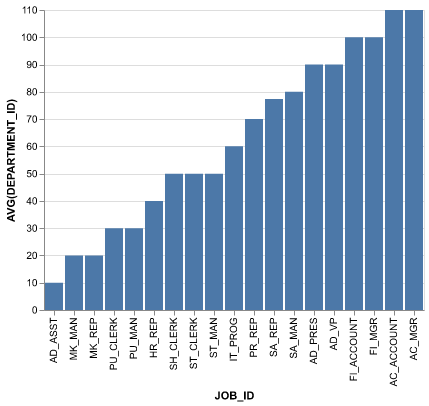 AVG(DEPARTMENT_ID)
110
100
90
80
70
60
50
40
30
20
10
0
AD_ASST
MK_MAN
MK_REP
PU_CLERK
PU_MAN
HR_REP
SH_CLERK
ST_CLERK
ST_MAN
IT_PROG
PR_REP
SA_REP
SA_MAN
AD_PRES
AD_VP
FI_ACCOUNT
FI_MGR
AC_ACCOUNT
AC_MGR
JOB_ID